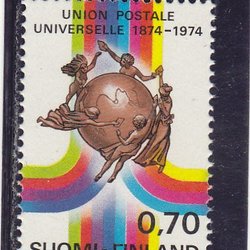 UNION POSTALE
UNIVERSELLE 1874-1974
0,70
SUOMI-FINLAND